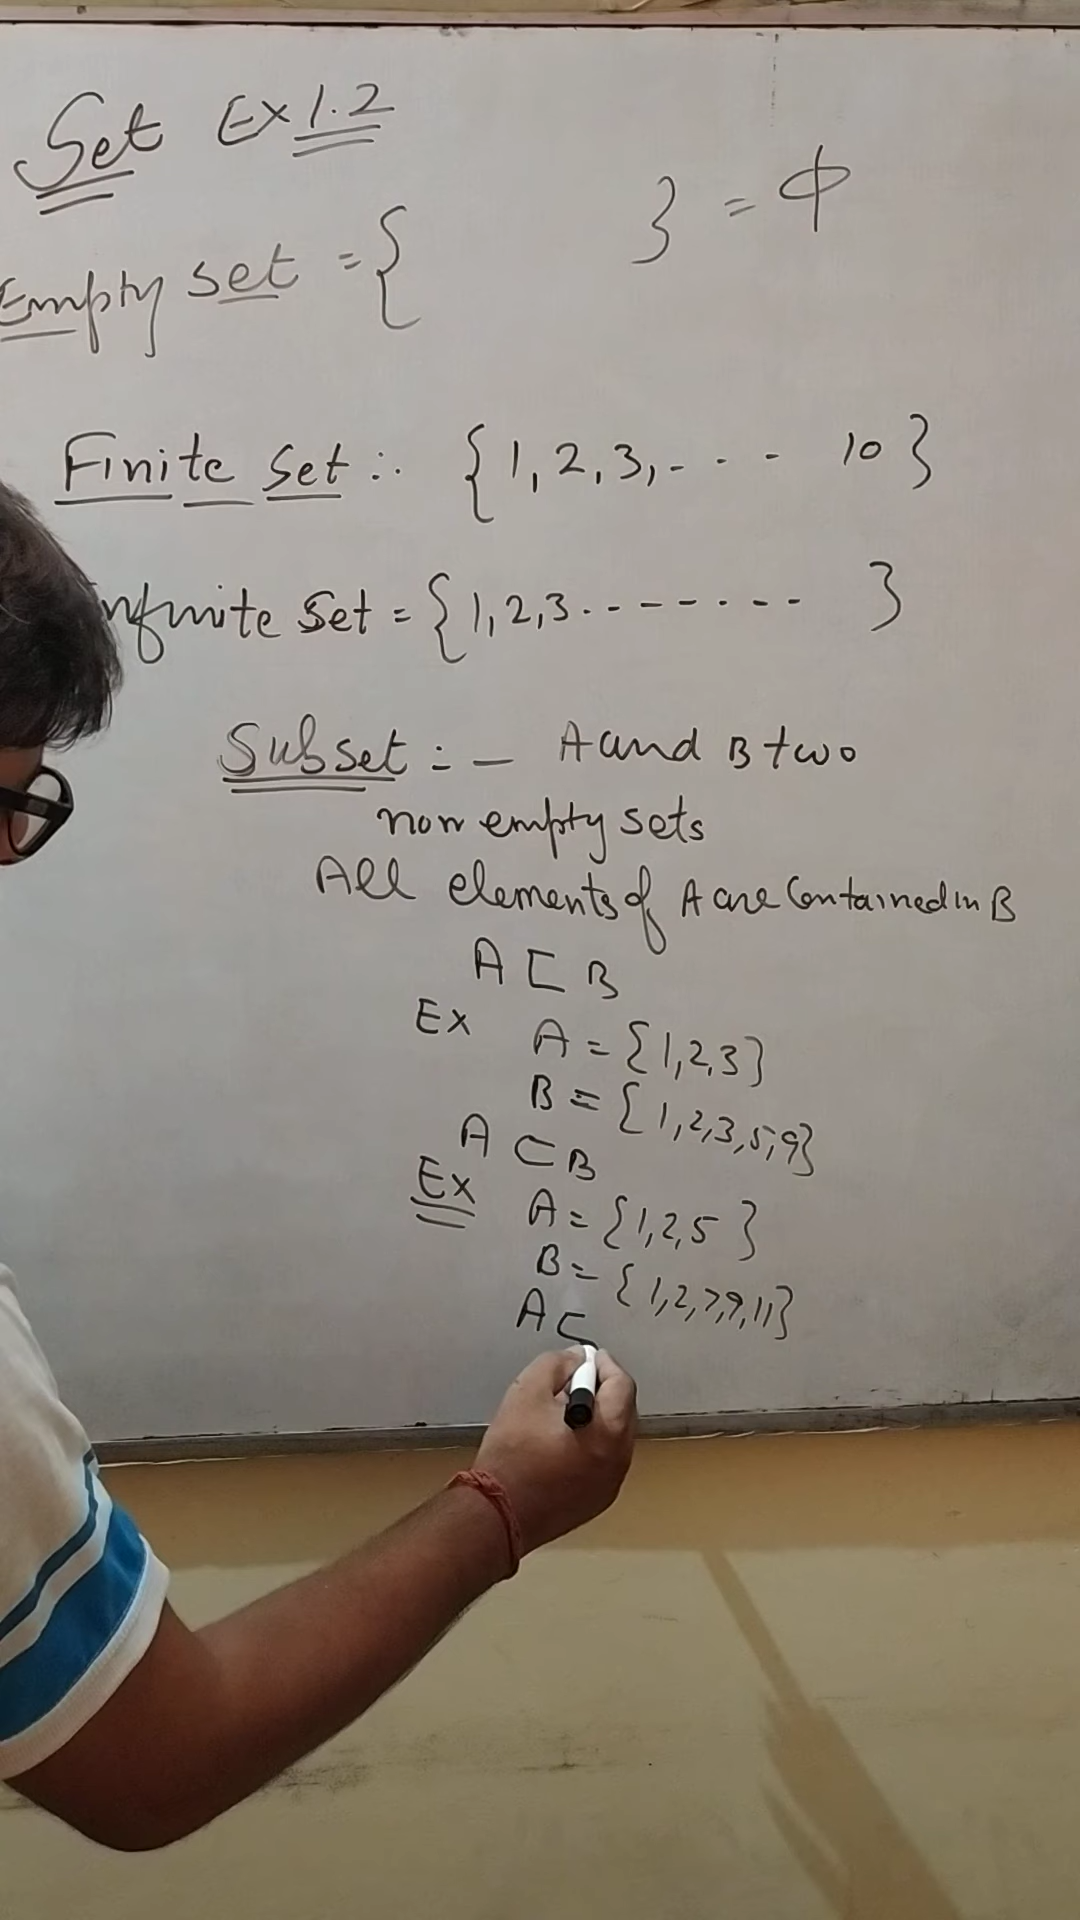 Set Ex 1.2
Empty set = { } = ϕ
Finite Set :. { 1, 2, 3, - - - 10 }
Infinite Set = { 1, 2, 3 - - - - - - - }
Subset : - A and B two
non empty sets
All elements of A are Contained in B
A ⊏ B
Ex A = { 1, 2, 3 }
B = { 1, 2, 3, 5, 9 }
A ⊂ B
Ex A = { 1, 2, 5 }
B = { 1, 2, 7, 9, 11 }
A ⊂